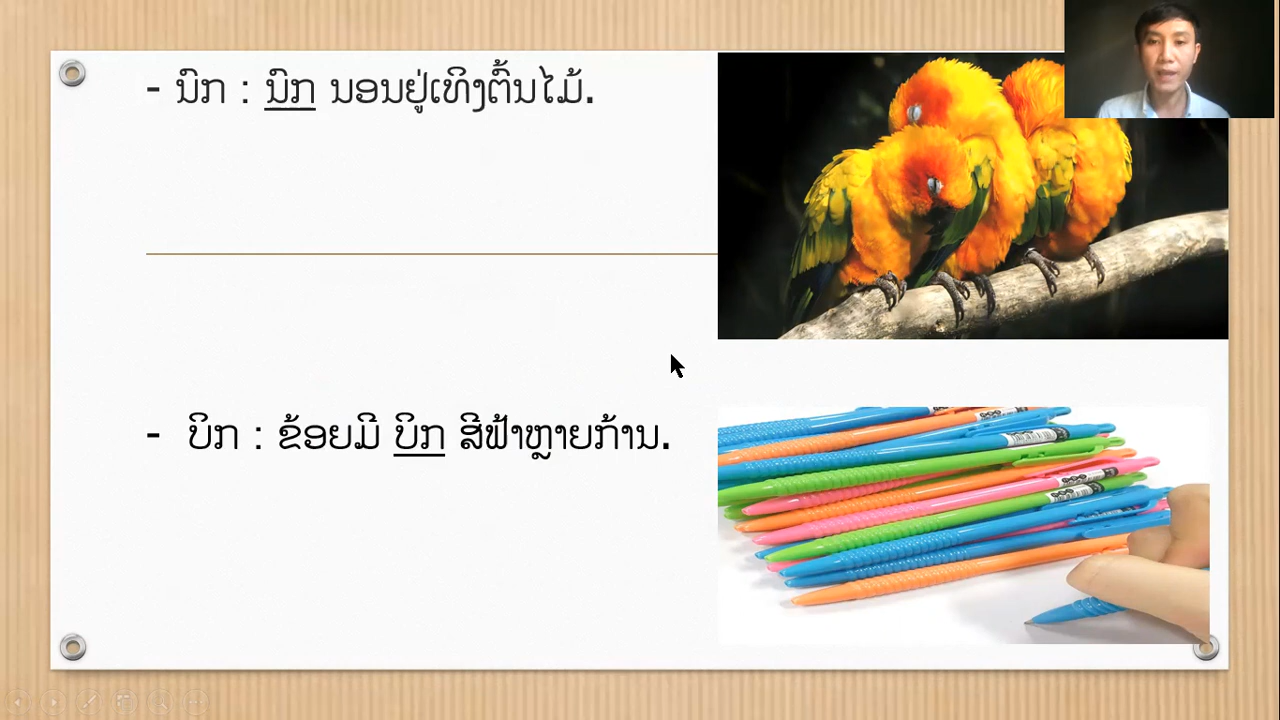 - ນົກ : ນົກ ນອນຢູ່ເທິງຕົ້ນໄມ້.
- ບິກ : ຂ້ອຍມີ ບິກ ສີຟ້າຫຼາຍກ້ານ.